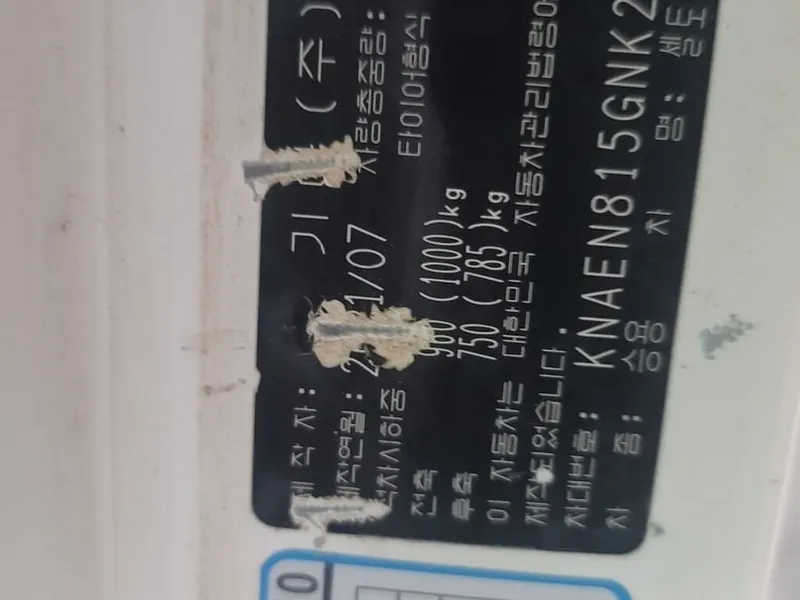 제 작 자: 기 (주)
제작연월: 1/07 차량총중량:
적차시하중 타이어형식
전축 960 (1000)kg
후축 750 ( 785)kg
이 자동차는 대한민국 자동차관리법령에
제작되었습니다.
차대번호: KNAEN815GNK2
차 종: 승용 차 명: 셀토
0